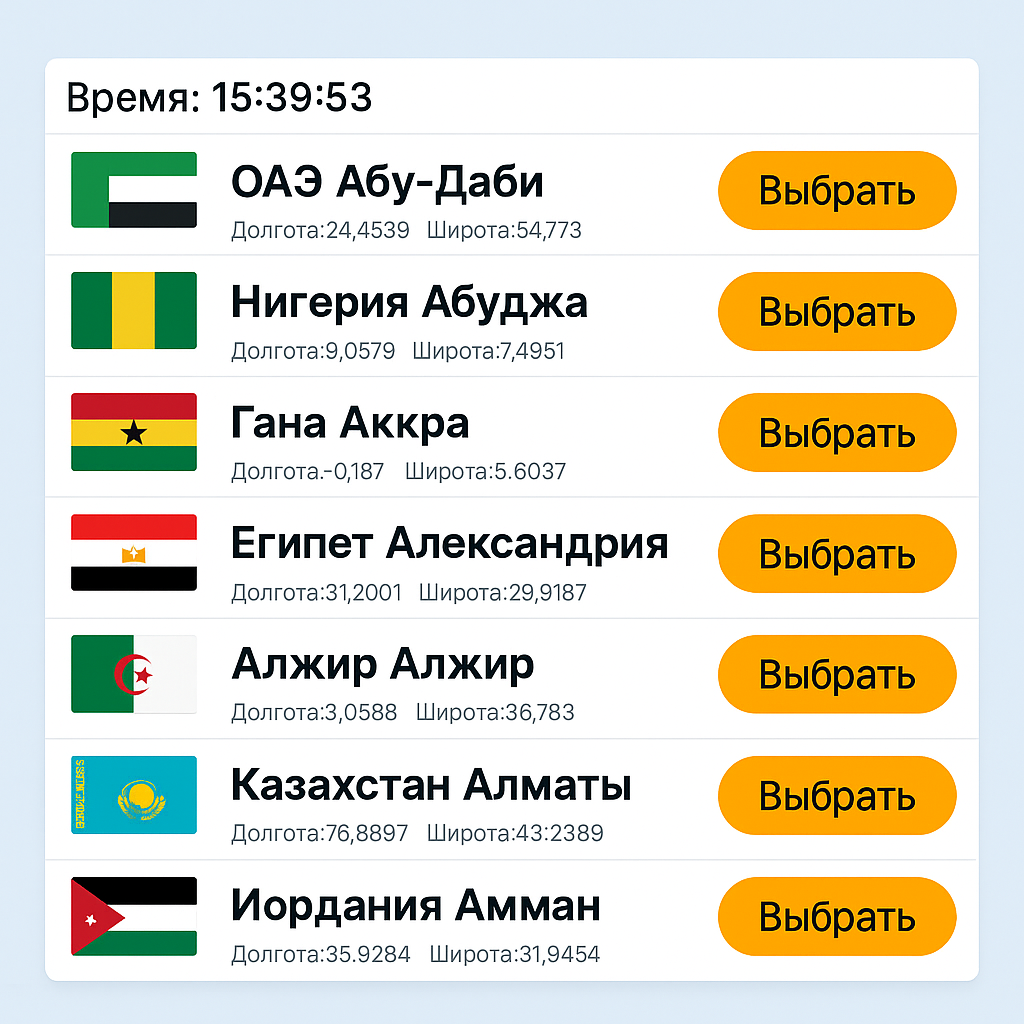 Время: 15:39:53
ОАЭ Абу-Даби
Выбрать
Долгота:24,4539 Широта:54,773
Нигерия Абуджа
Выбрать
Долгота:9,0579 Широта:7,4951
Гана Аккра
Выбрать
Долгота.-0,187 Широта:5.6037
Египет Александрия
Выбрать
Долгота:31,2001 Широта:29,9187
Алжир Алжир
Выбрать
Долгота:3,0588 Широта:36,783
Казахстан Алматы
Выбрать
Долгота:76,8897 Широта:43:2389
Иордания Амман
Выбрать
Долгота:35.9284 Широта:31,9454